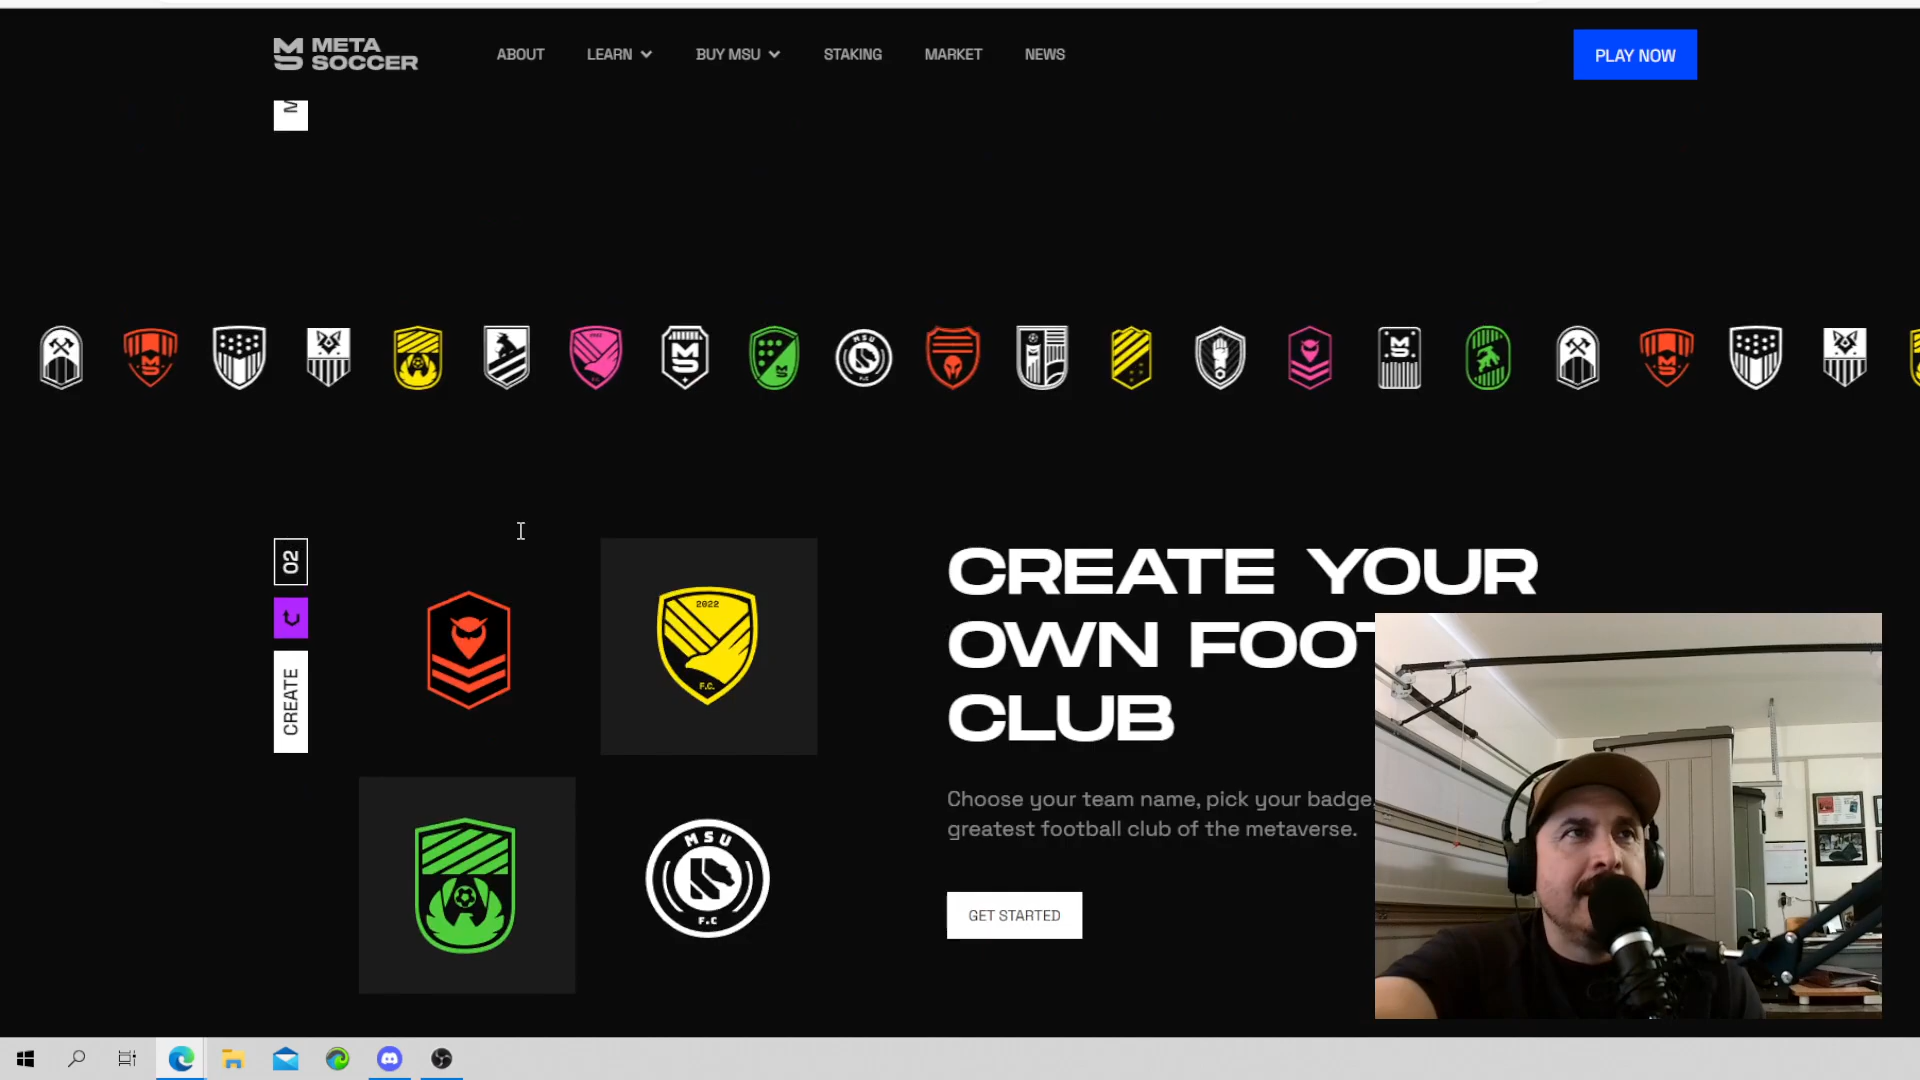 META
SOCCER
ABOUT
LEARN
BUY MSU
STAKING
MARKET
NEWS
PLAY NOW
M
02
CREATE
2022
F.C.
MSU
F.C
CREATE YOUR
OWN FOOT
CLUB
Choose your team name, pick your badge,
greatest football club of the metaverse.
GET STARTED